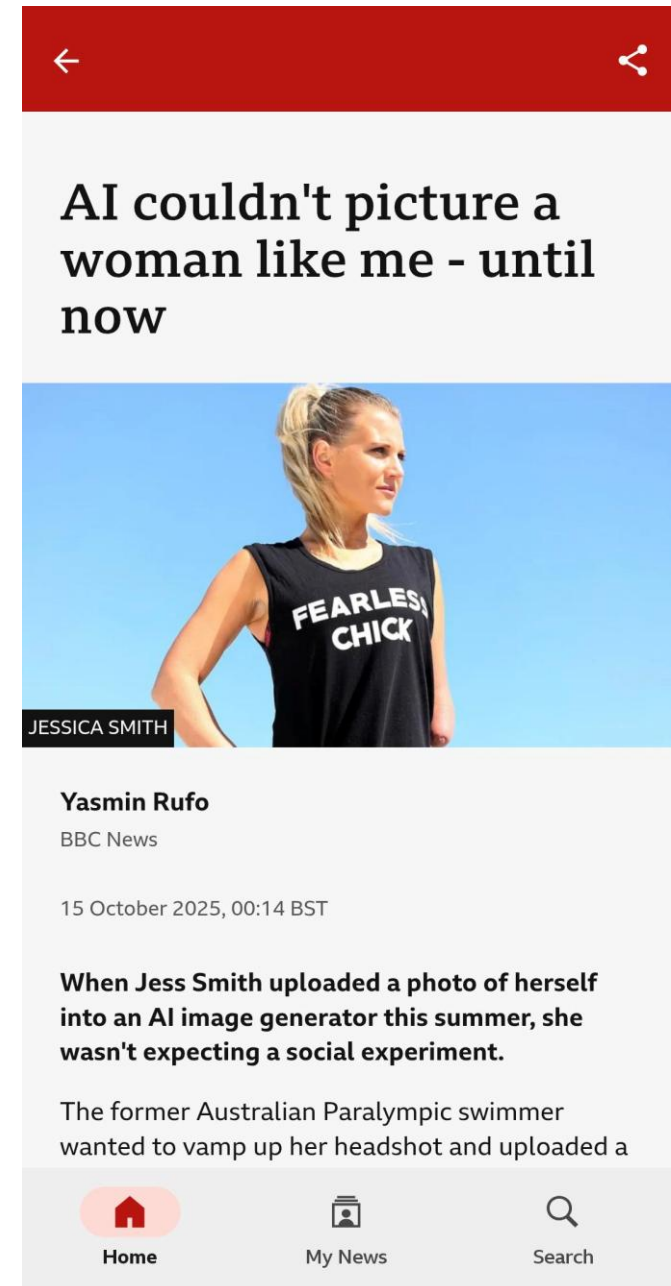 AI couldn't picture a
woman like me - until
now
FEARLESS
CHICK
JESSICA SMITH
Yasmin Rufo
BBC News
15 October 2025, 00:14 BST
When Jess Smith uploaded a photo of herself
into an AI image generator this summer, she
wasn't expecting a social experiment.
The former Australian Paralympic swimmer
wanted to vamp up her headshot and uploaded a
Home My News Search